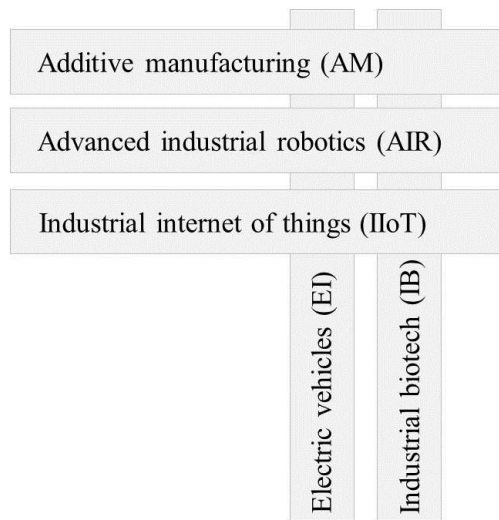 Additive manufacturing (AM)
Advanced industrial robotics (AIR)
Industrial internet of things (IIoT)
Electric vehicles (EI)
Industrial biotech (IB)